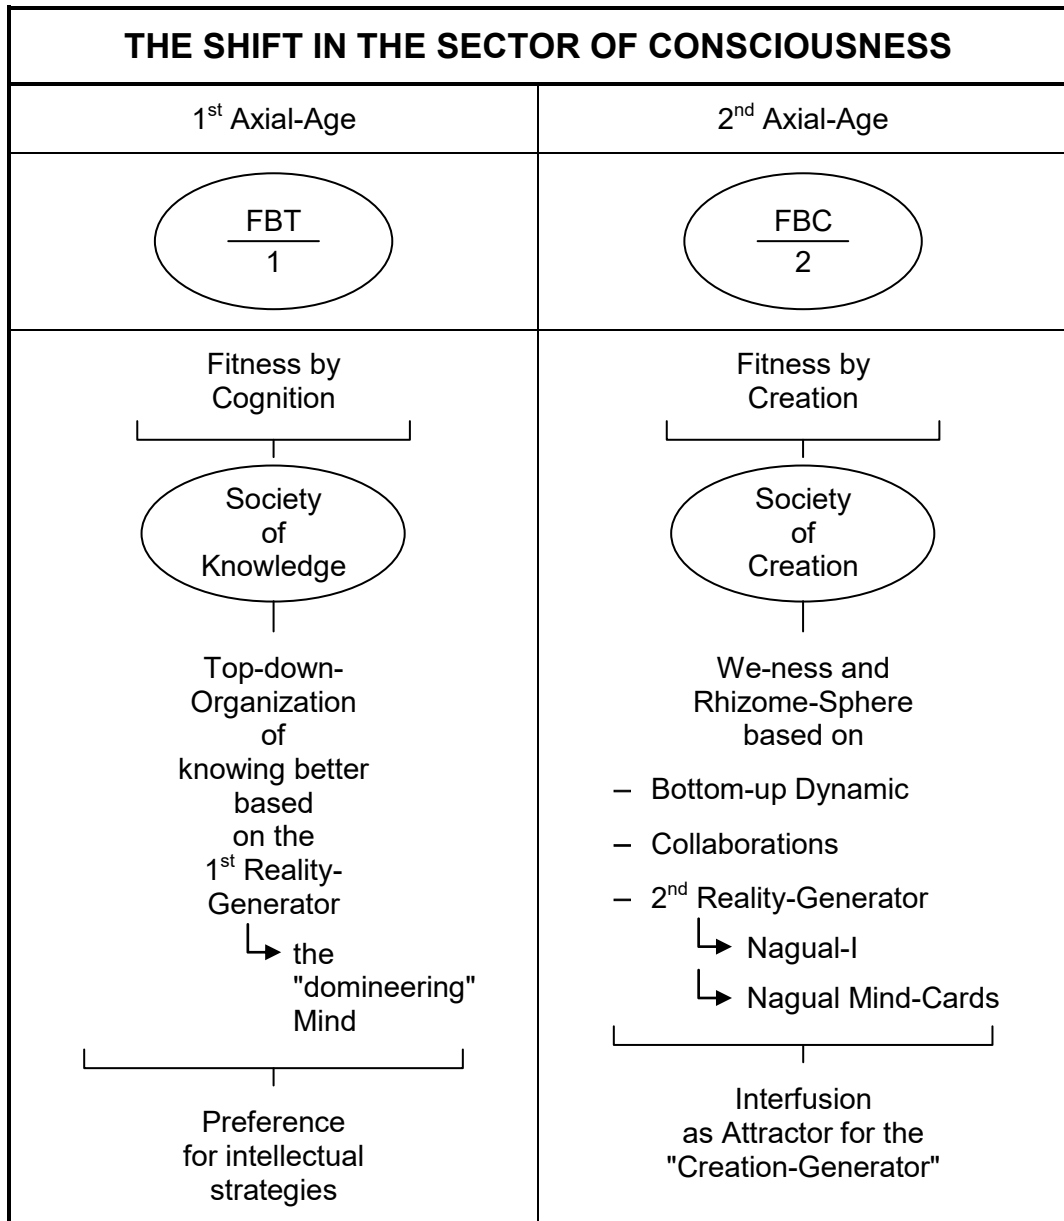 THE SHIFT IN THE SECTOR OF CONSCIOUSNESS
1st Axial-Age
2nd Axial-Age
FBT
1
FBC
2
Fitness by
Cognition
Society
of
Knowledge
Top-down-
Organization
of
knowing better
based
on the
1st Reality-
Generator
the
"domineering"
Mind
Preference
for intellectual
strategies
Fitness by
Creation
Society
of
Creation
We-ness and
Rhizome-Sphere
based on
– Bottom-up Dynamic
– Collaborations
– 2nd Reality-Generator
Nagual-I
Nagual Mind-Cards
Interfusion
as Attractor for the
"Creation-Generator"